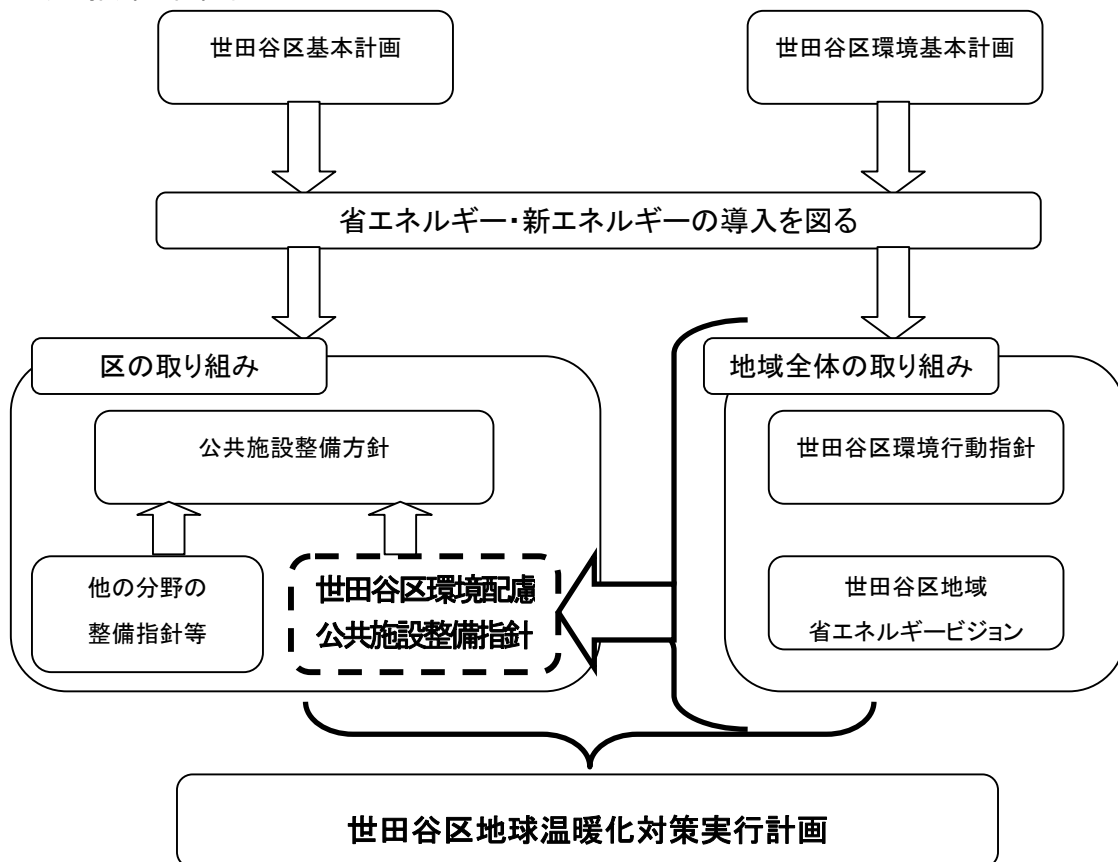 世田谷区基本計画
世田谷区環境基本計画
省エネルギー・新エネルギーの導入を図る
区の取り組み
地域全体の取り組み
公共施設整備方針
世田谷区環境行動指針
他の分野の
整備指針等
世田谷区環境配慮
公共施設整備指針
世田谷区地域
省エネルギービジョン
世田谷区地球温暖化対策実行計画